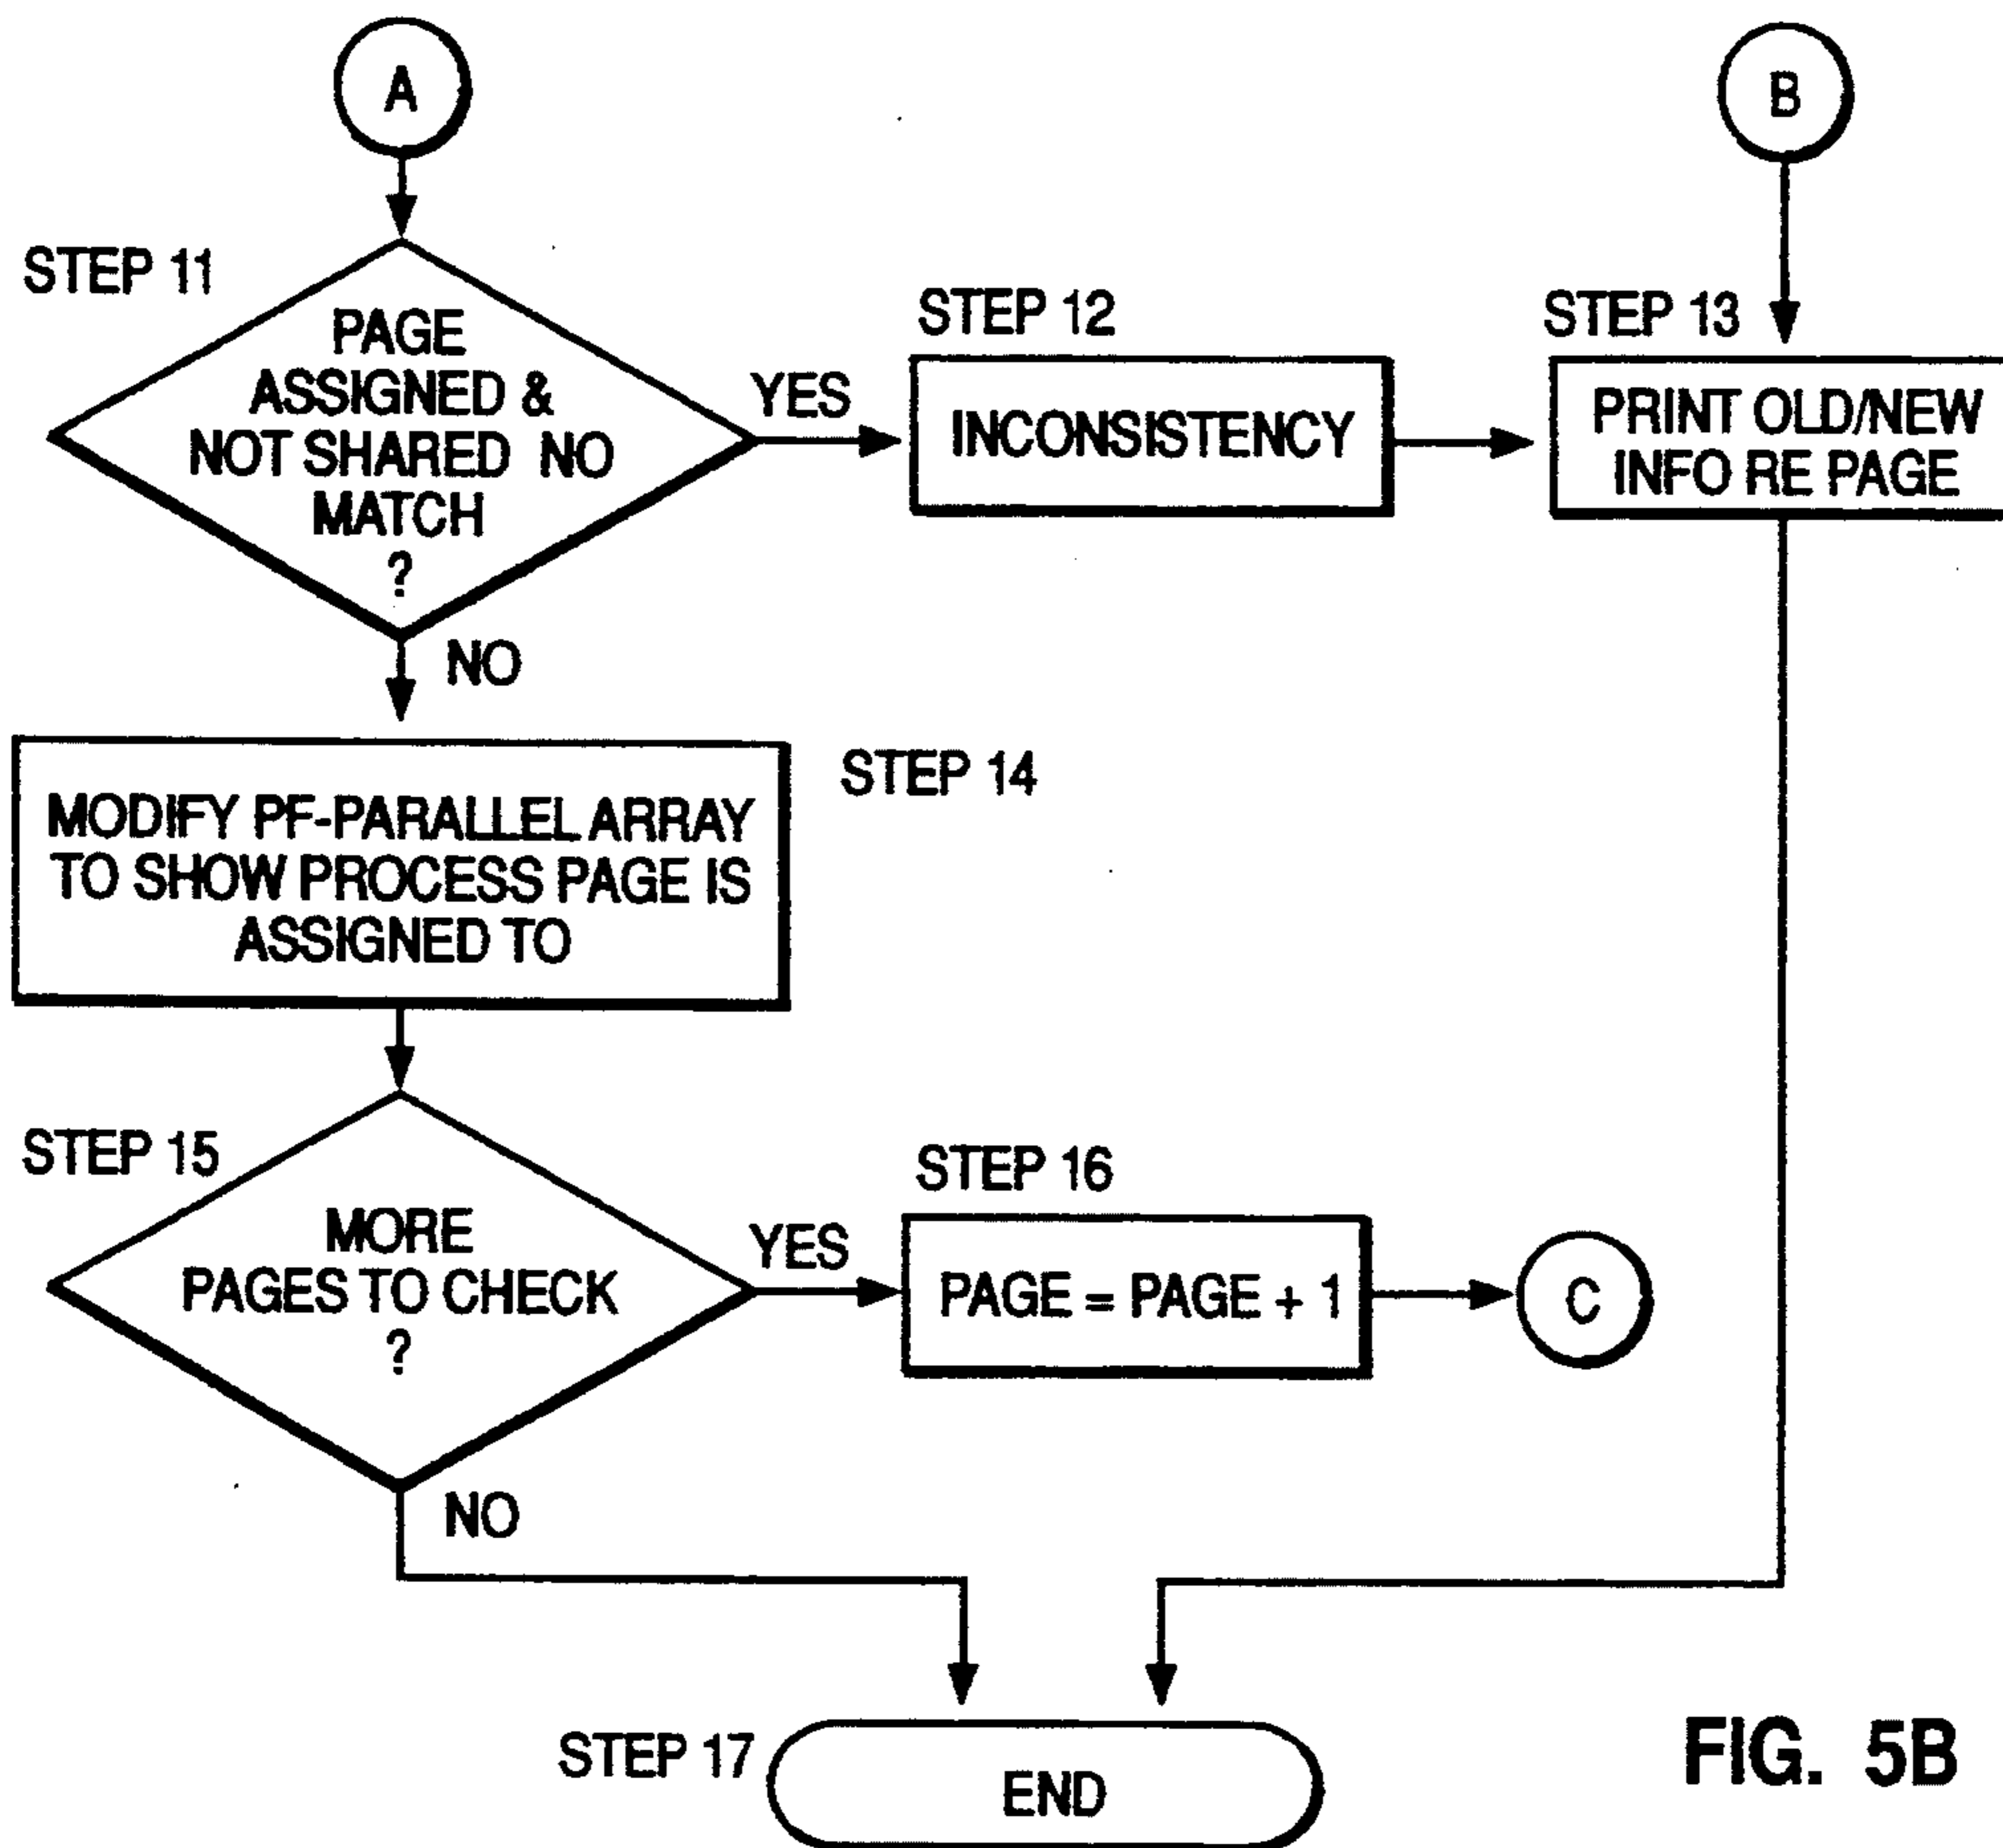 A
B
STEP 11
PAGE
ASSIGNED &
NOT SHARED NO
MATCH
?
YES
NO
STEP 12
INCONSISTENCY
STEP 13
PRINT OLD/NEW
INFO RE PAGE
STEP 14
MODIFY PF-PARALLEL ARRAY
TO SHOW PROCESS PAGE IS
ASSIGNED TO
STEP 15
MORE
PAGES TO CHECK
?
YES
NO
STEP 16
PAGE = PAGE + 1
C
STEP 17
END
FIG. 5B